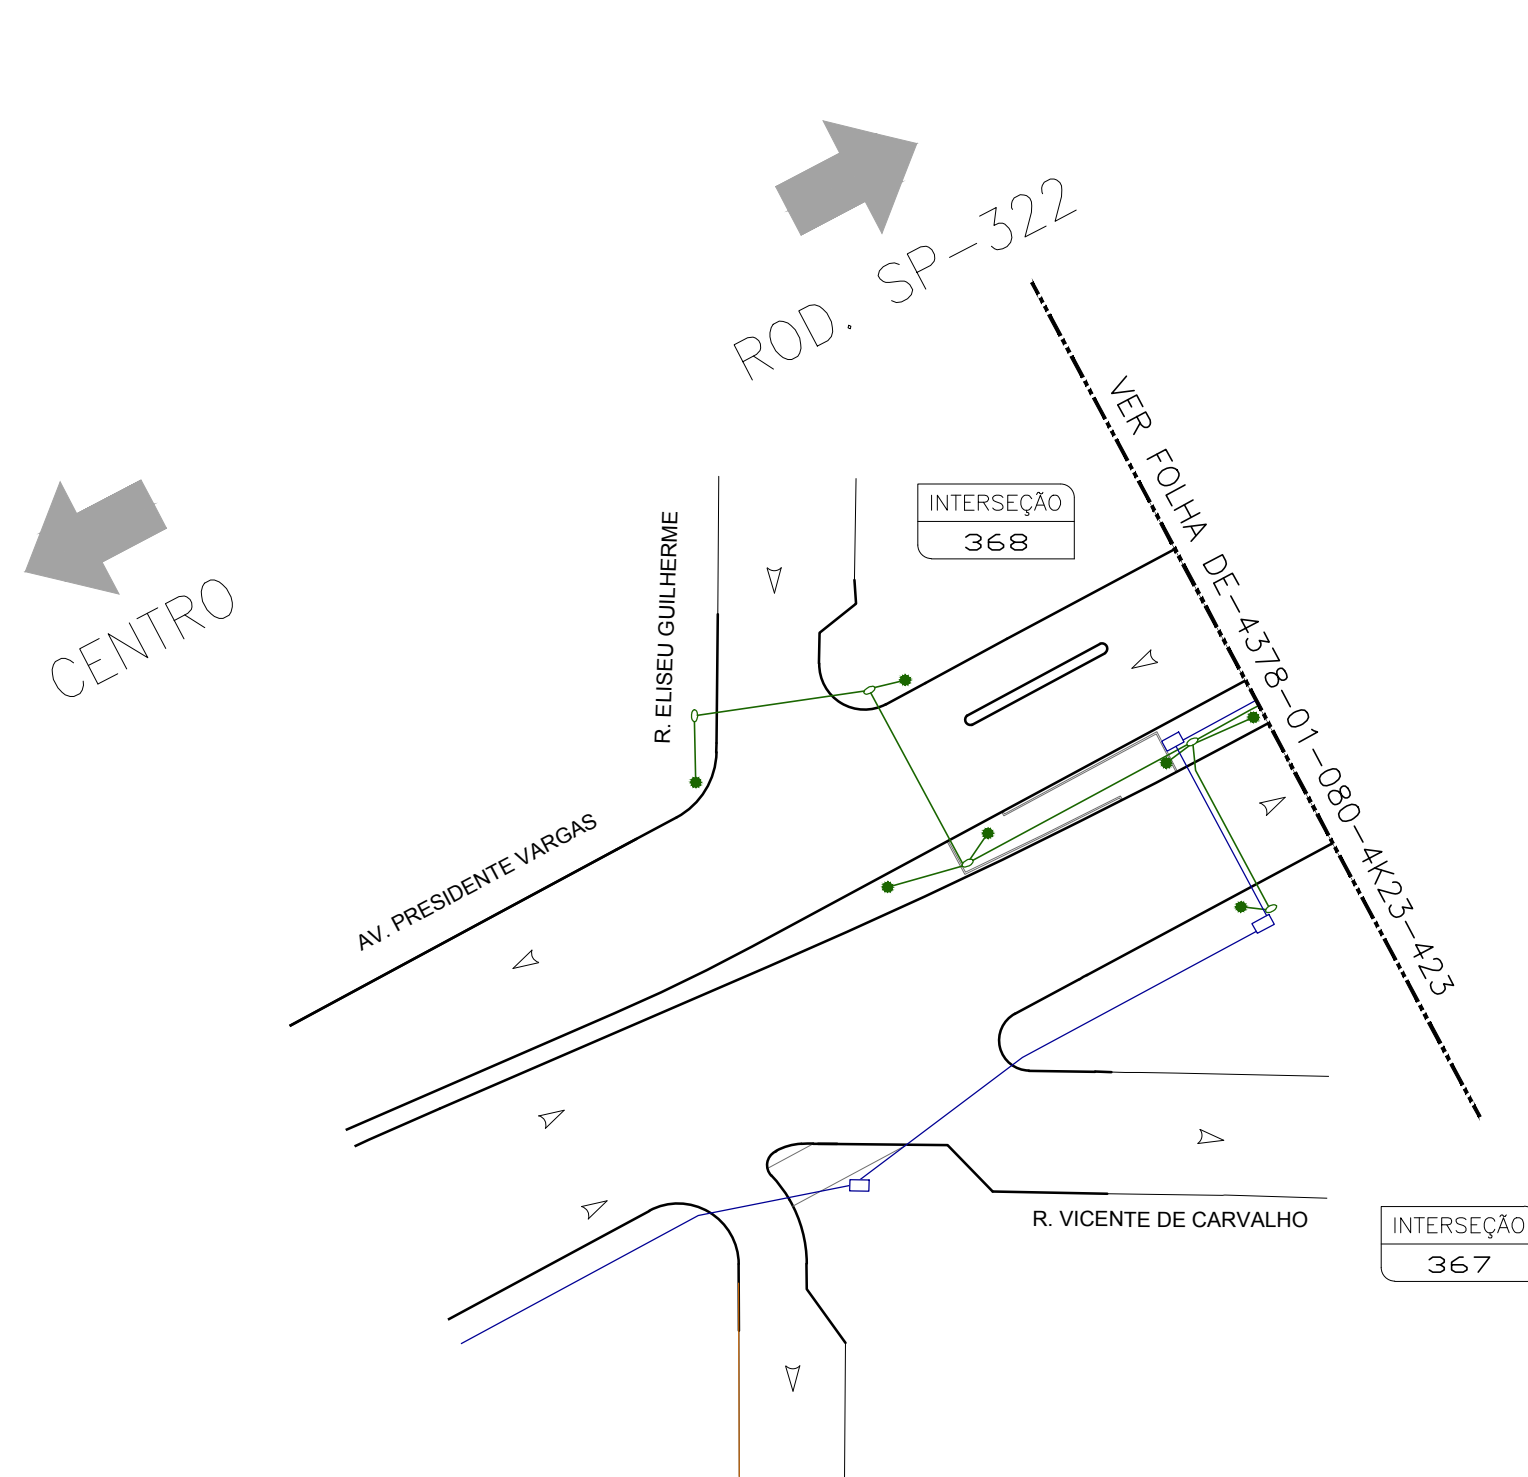 ROD. SP-322
VER FOLHA DE-4378-01-080-4K23-423
INTERSEÇÃO
368
R. ELISEU GUILHERME
CENTRO
AV. PRESIDENTE VARGAS
R. VICENTE DE CARVALHO
INTERSEÇÃO
367